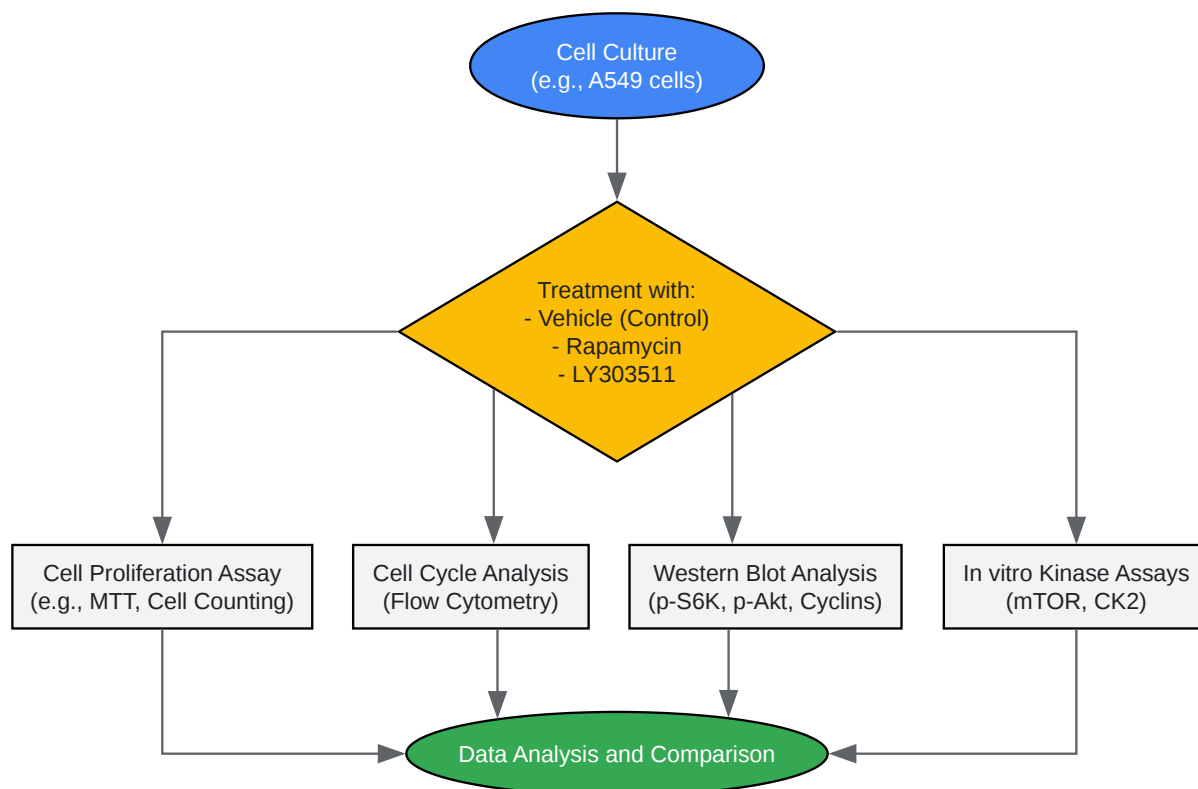 Cell Culture
(e.g., A549 cells)
Treatment with:
- Vehicle (Control)
- Rapamycin
- LY303511
Cell Proliferation Assay
(e.g., MTT, Cell Counting)
Cell Cycle Analysis
(Flow Cytometry)
Western Blot Analysis
(p-S6K, p-Akt, Cyclins)
In vitro Kinase Assays
(mTOR, CK2)
Data Analysis and Comparison